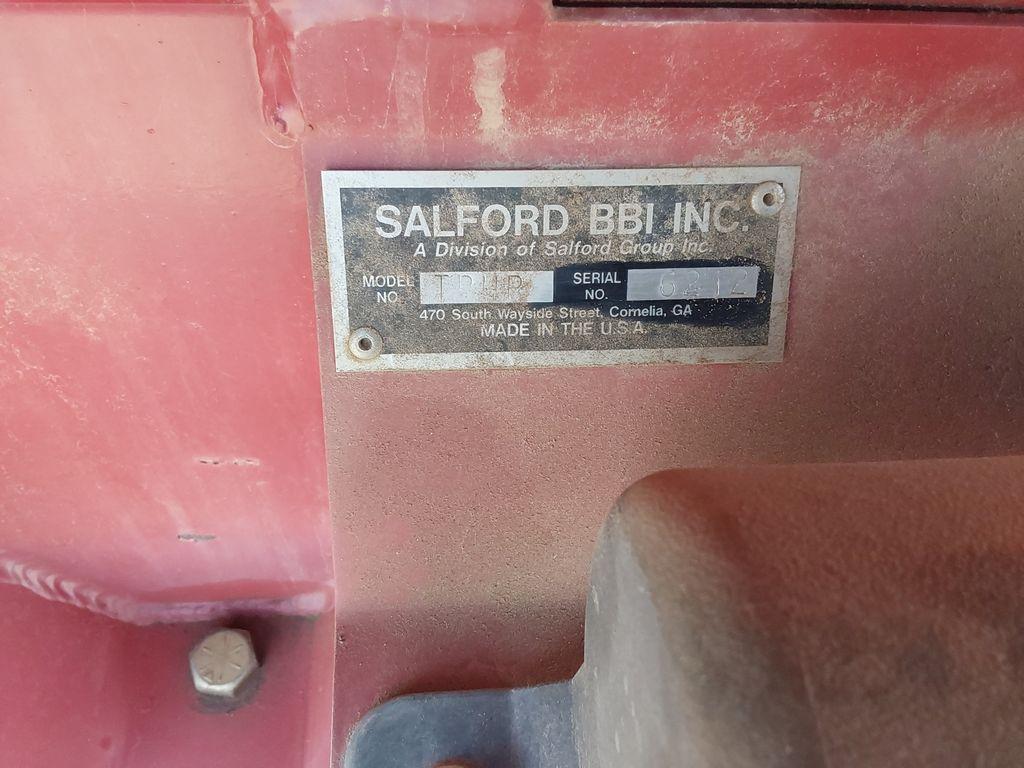 SALFORD BBI INC.
A Division of Salford Group Inc.
MODEL NO. SERIAL NO. 6212
470 South Wayside Street, Cornelia, GA
MADE IN THE U.S.A.